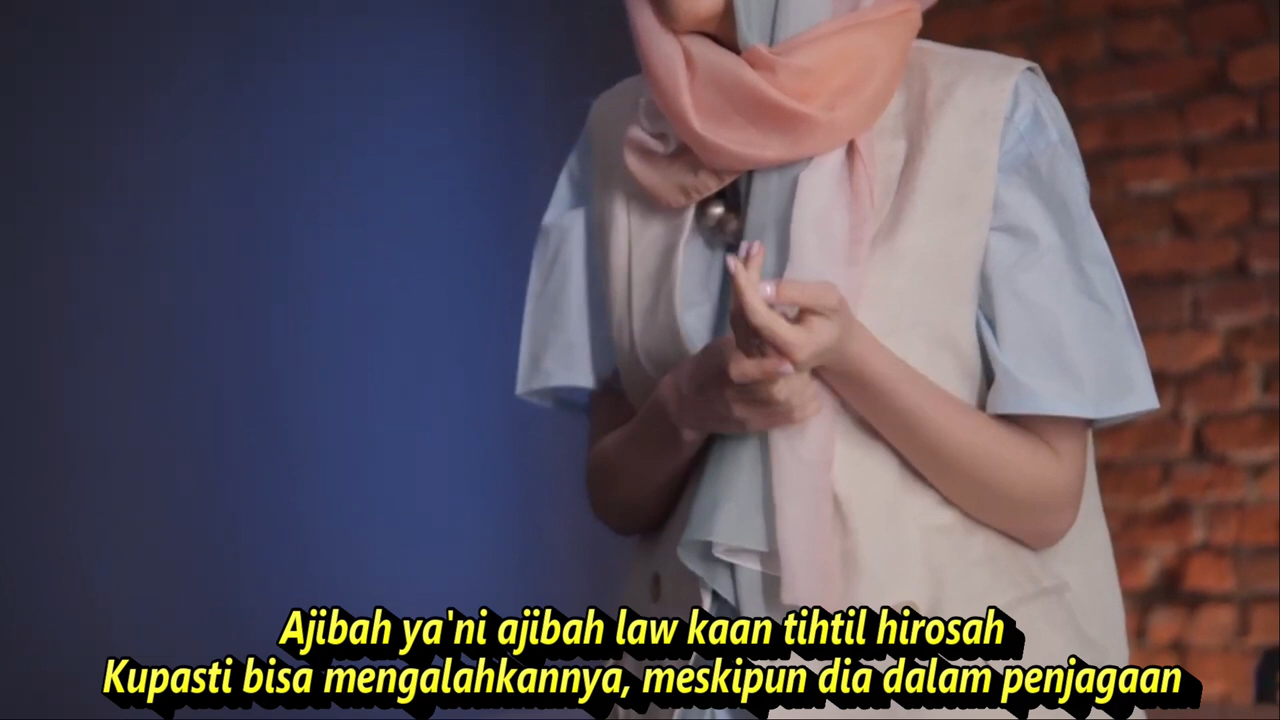 Ajibah ya'ni ajibah law kaan tihtil hirosah
Kupasti bisa mengalahkannya, meskipun dia dalam penjagaan